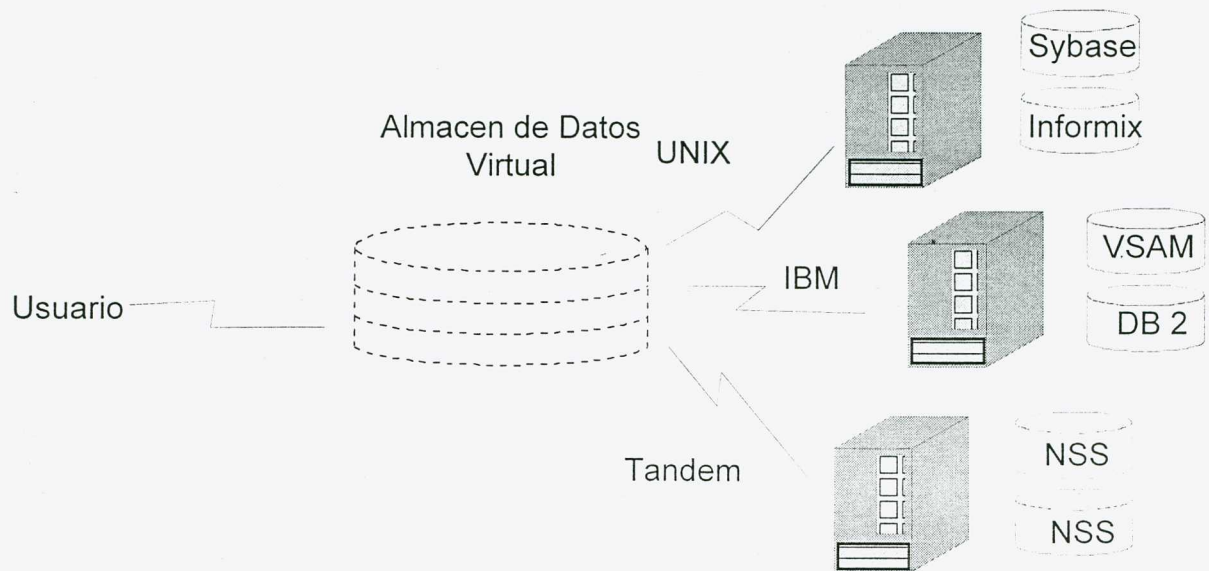 Sybase
Informix
Almacen de Datos
Virtual
UNIX
VSAM
IBM
Usuario
DB 2
NSS
Tandem
NSS